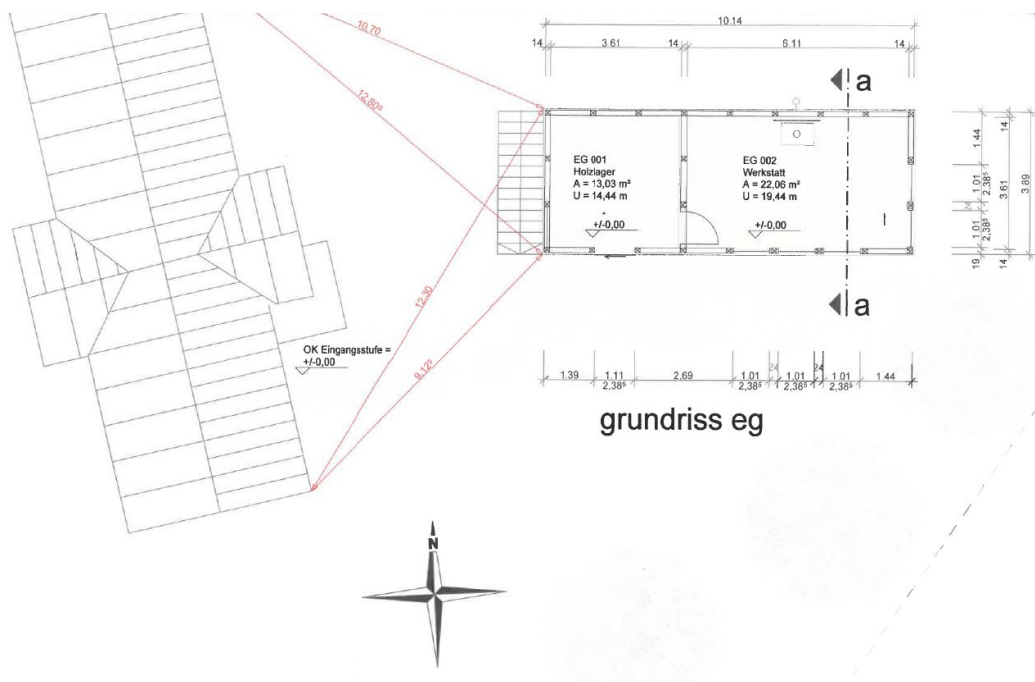 10.14
14
3.61
14
6.11
14
10,70
12,80⁵
12,30
9,12⁵
a
EG 001
Holzlager
A = 13,03 m²
U = 14,44 m
+/-0,00
EG 002
Werkstatt
A = 22,06 m²
U = 19,44 m
+/-0,00
a
1.44
1.01
2,38⁵
24
1.01
2,38⁵
19
14
3.61
14
3.89
OK Eingangsstufe =
+/-0,00
1.39
1.11
2,38⁵
2.69
1.01
2,38⁵
24
1.01
2,38⁵
24
1.01
2,38⁵
1.44
grundriss eg
N